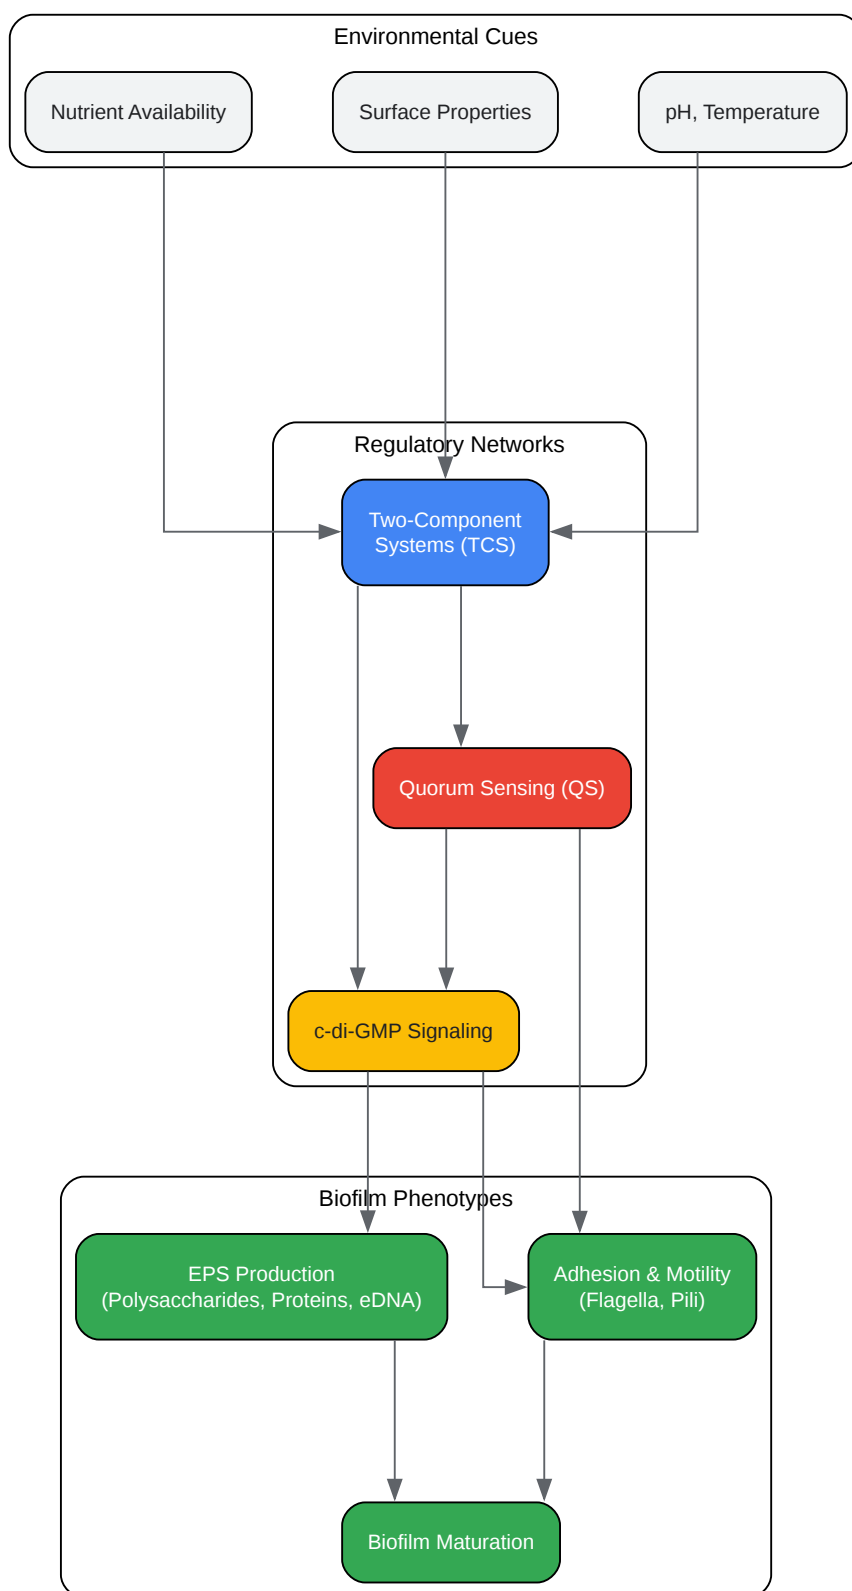 Environmental Cues
Nutrient Availability
Surface Properties
pH, Temperature
Regulatory Networks
Two-Component
Systems (TCS)
Quorum Sensing (QS)
c-di-GMP Signaling
Biofilm Phenotypes
EPS Production
(Polysaccharides, Proteins, eDNA)
Adhesion & Motility
(Flagella, Pili)
Biofilm Maturation